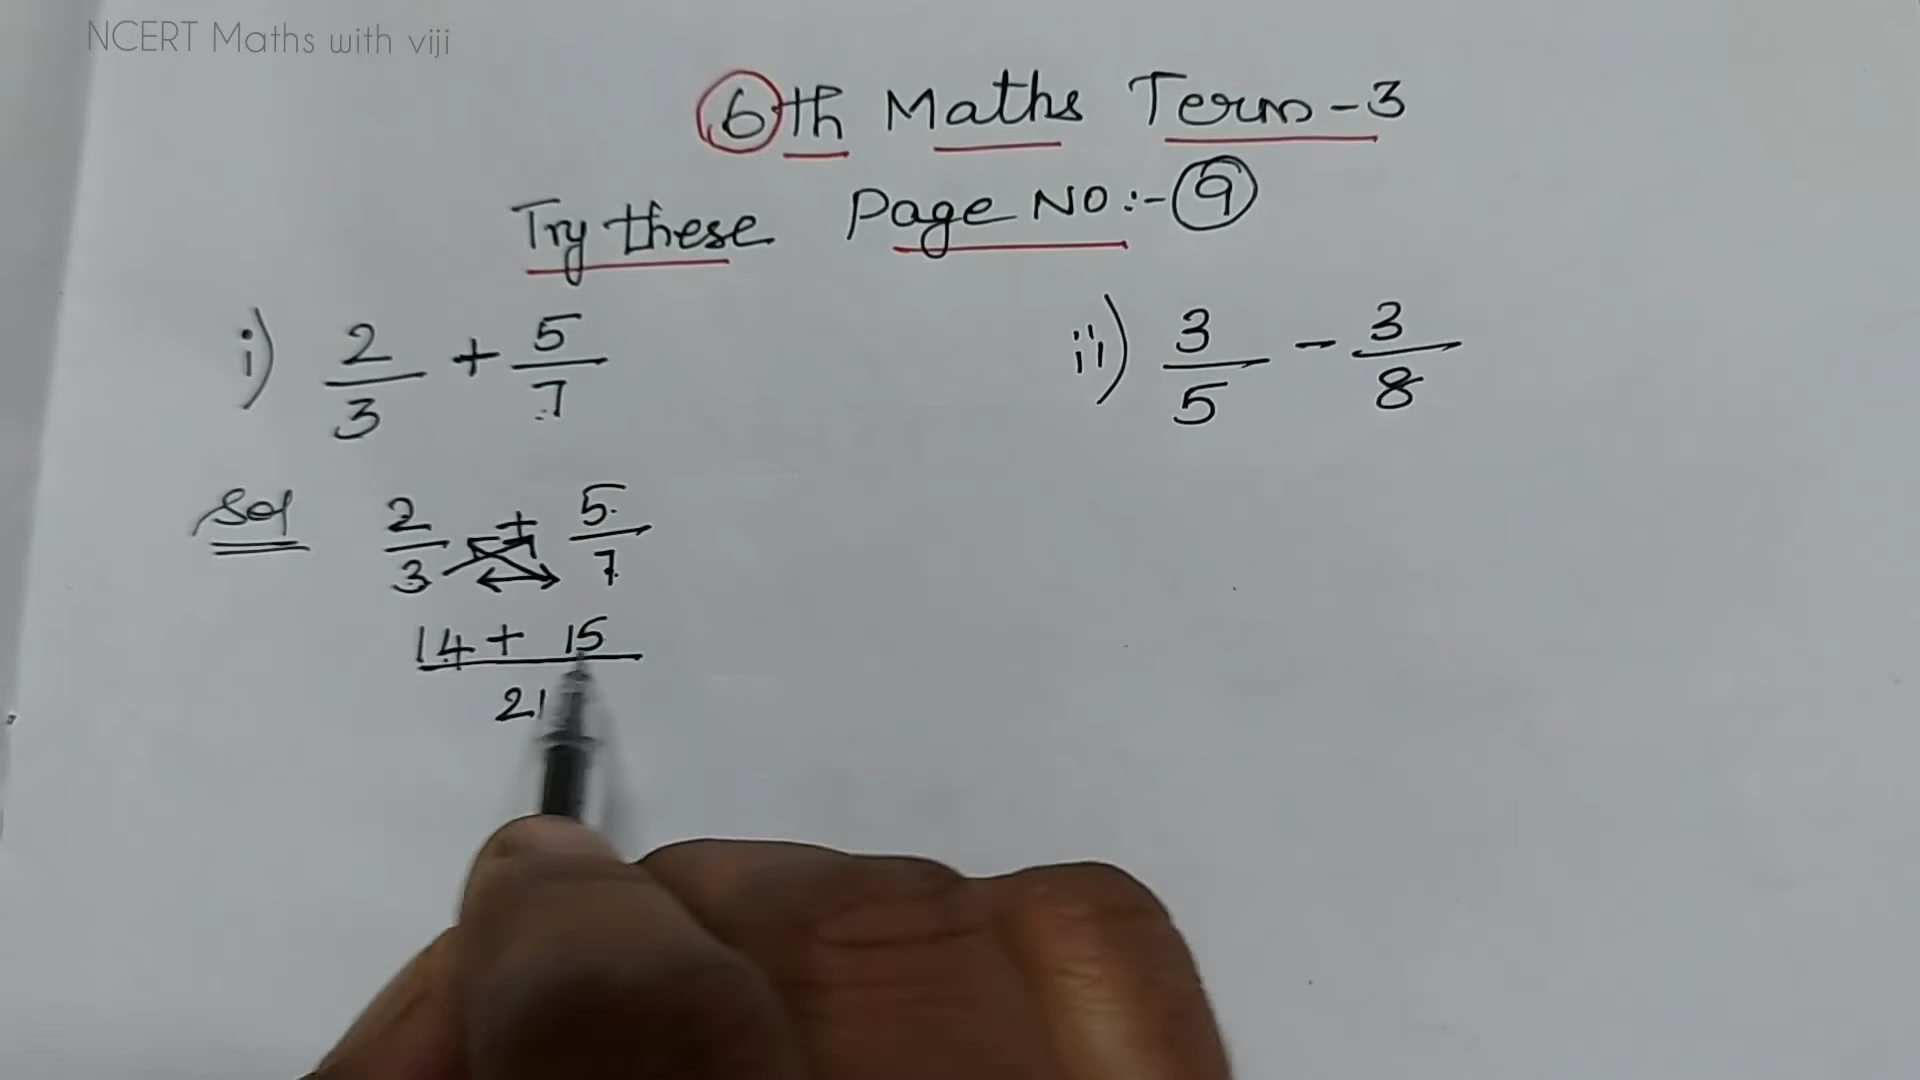 NCERT Maths with viji
6th Maths Term-3
Try these Page No:- 9
i) 2/3 + 5/7
ii) 3/5 - 3/8
Sol 2/3 + 5/7
14 + 15
21